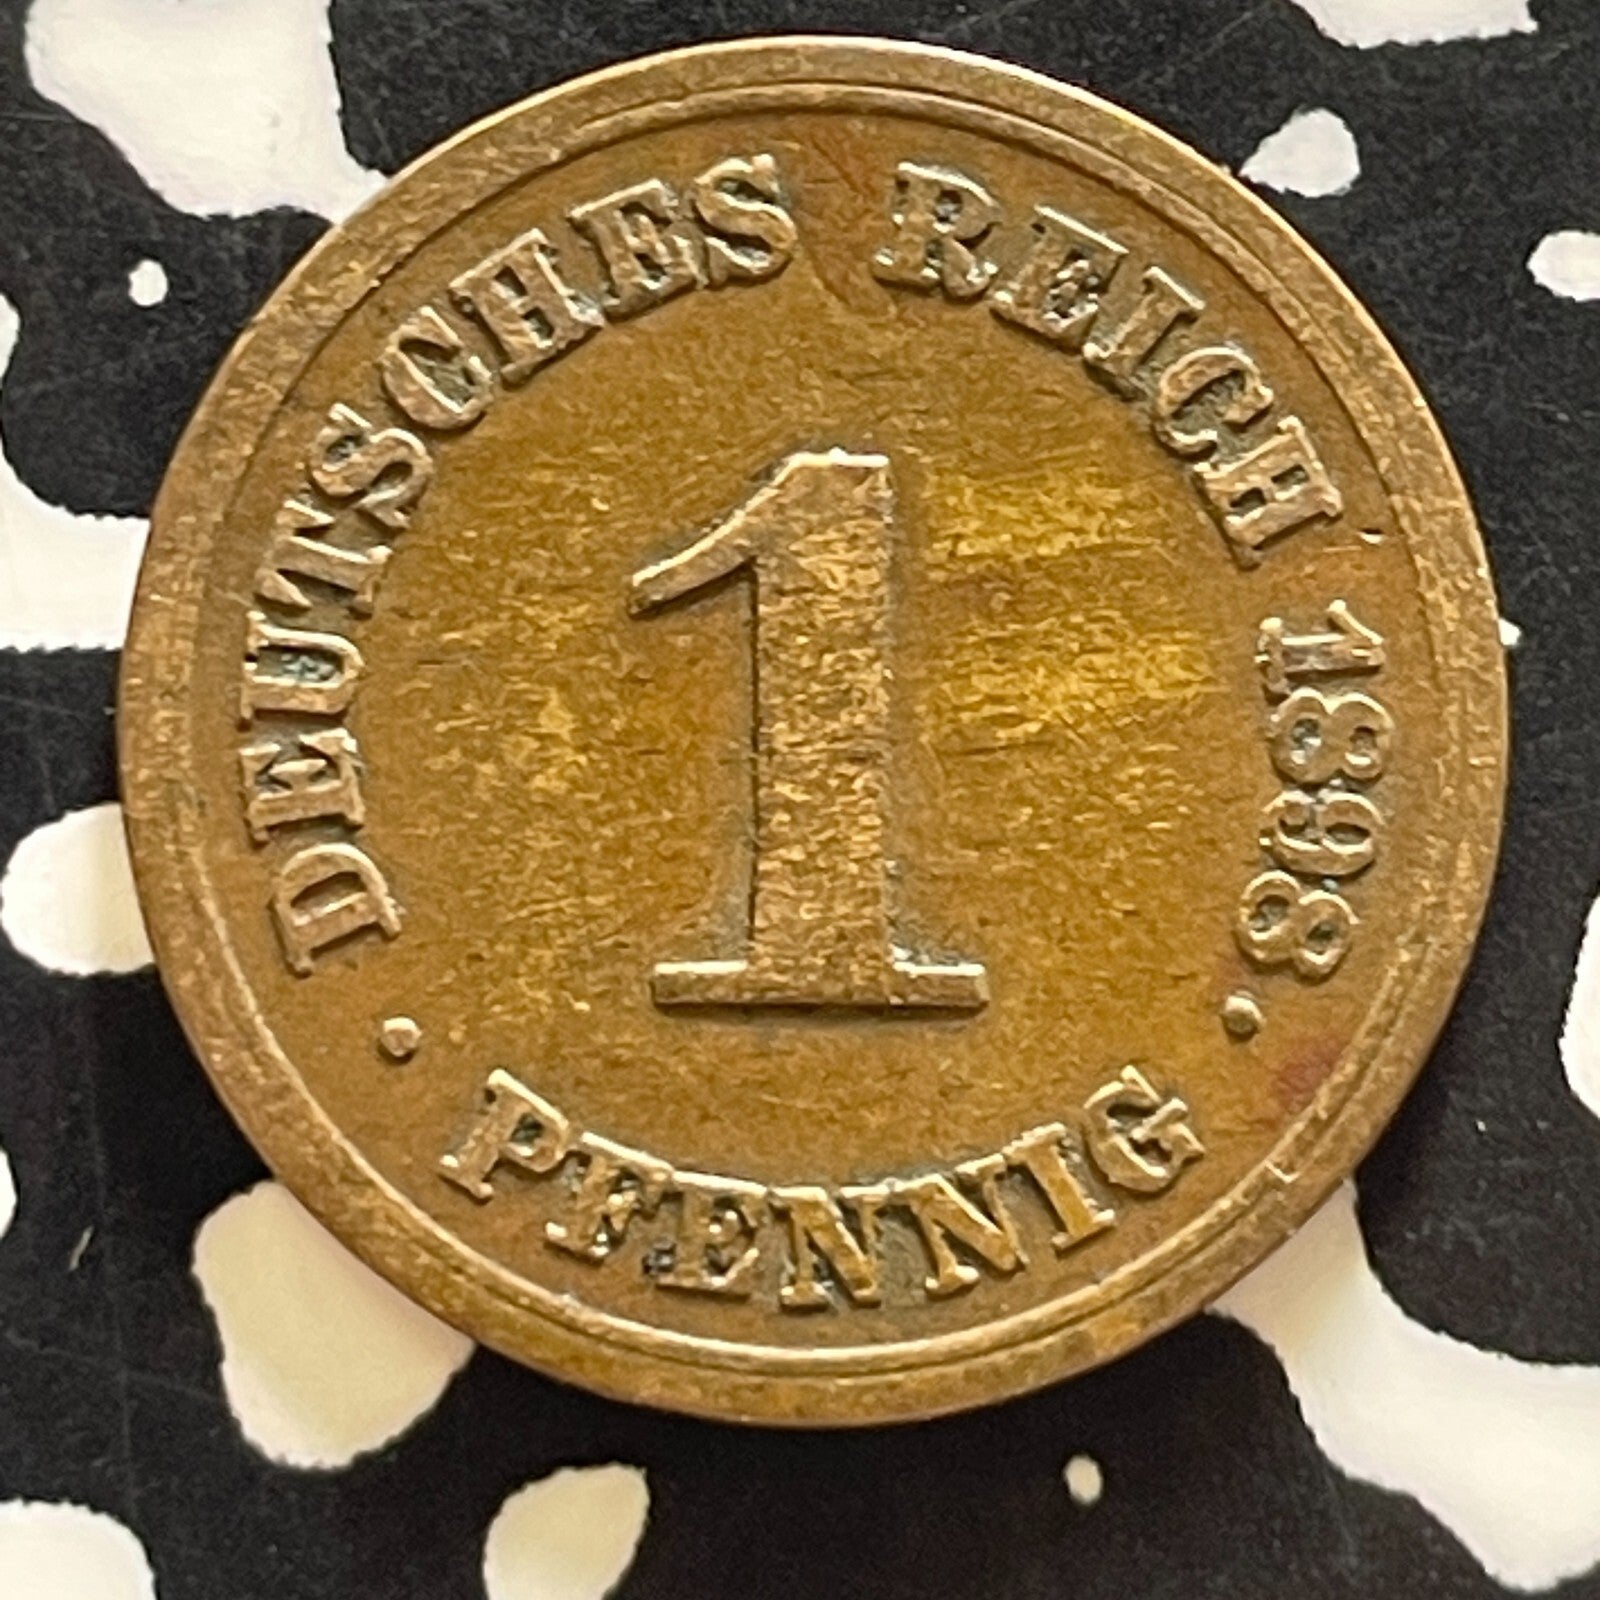 DEUTSCHES REICH 1898
1
· PFENNIG ·